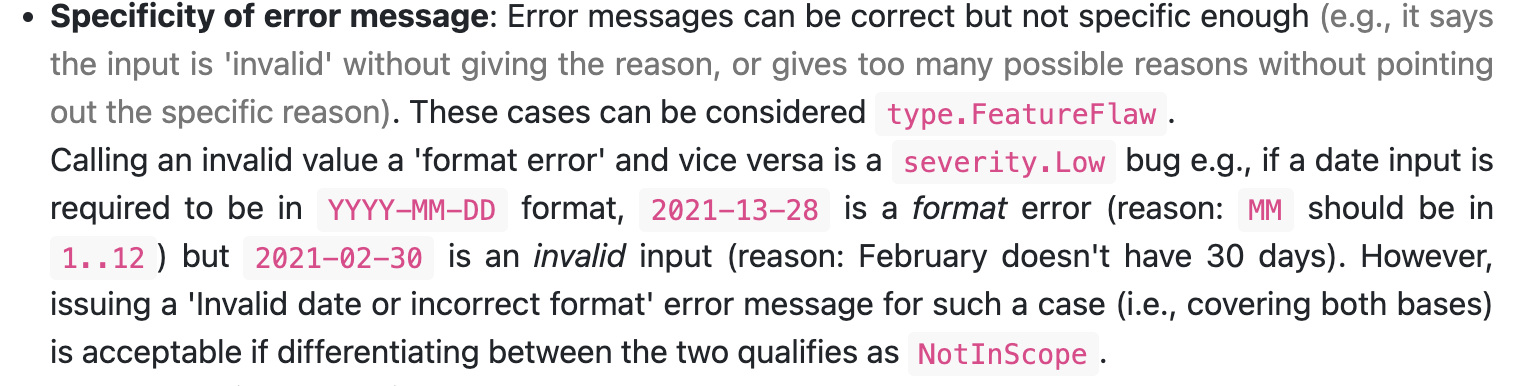 • Specificity of error message: Error messages can be correct but not specific enough (e.g., it says
the input is 'invalid' without giving the reason, or gives too many possible reasons without pointing
out the specific reason). These cases can be considered type.FeatureFlaw.
Calling an invalid value a 'format error' and vice versa is a severity.Low bug e.g., if a date input is
required to be in YYYY-MM-DD format, 2021-13-28 is a format error (reason: MM should be in
1..12) but 2021-02-30 is an invalid input (reason: February doesn't have 30 days). However,
issuing a 'Invalid date or incorrect format' error message for such a case (i.e., covering both bases)
is acceptable if differentiating between the two qualifies as NotInScope.